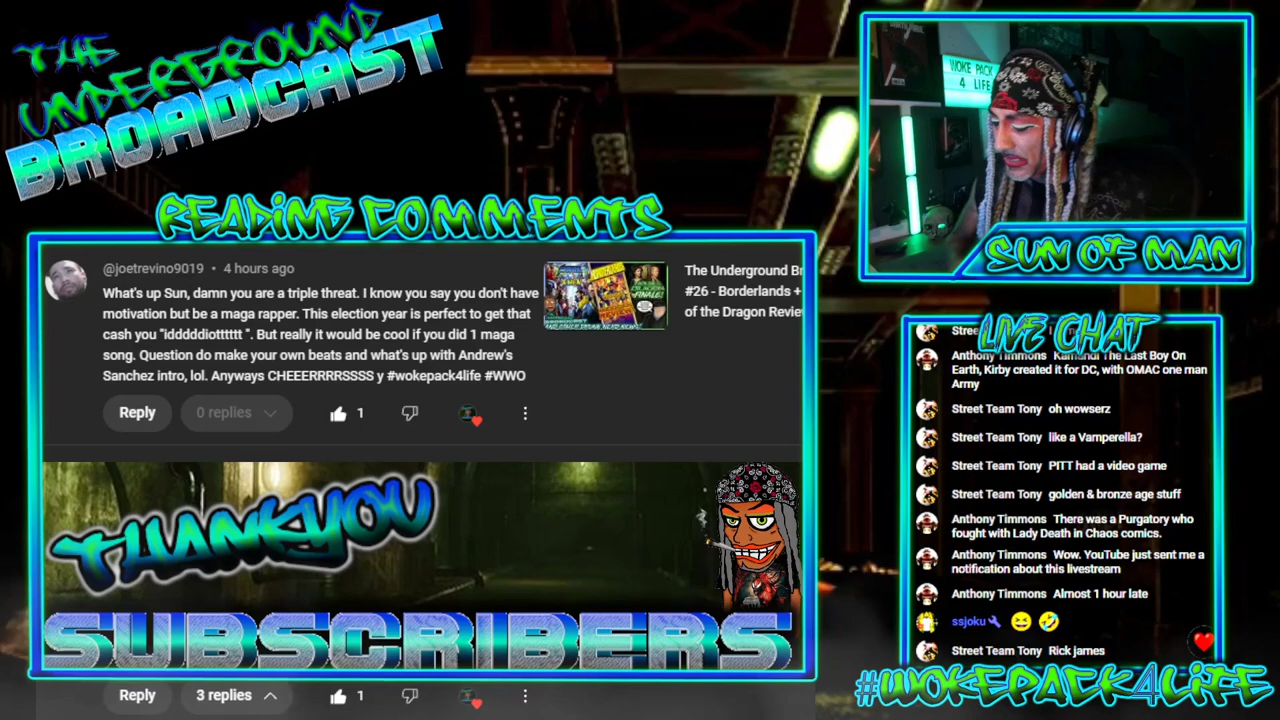 THE
UNDERGROUND
BROADCAST
READING COMMENTS
@joetrevino9019 • 4 hours ago
What's up Sun, damn you are a triple threat. I know you say you don't have
motivation but be a maga rapper. This election year is perfect to get that
cash you "idddddiottttt ". But really it would be cool if you did 1 maga
song. Question do make your own beats and what's up with Andrew's
Sanchez intro, lol. Anyways CHEEERRRRSSSS y #wokepack4life #WWO
The Underground Br
#26 - Borderlands +
of the Dragon Revie
Reply
0 replies
1
THANKYOU
SUBSCRIBERS
Reply
3 replies
1
WOKE PACK
4 LIFE
SUN OF MAN
LIVE CHAT
Stree
Anthony Timmons Kamandi The Last Boy On
Earth, Kirby created it for DC, with OMAC one man
Army
Street Team Tony oh wowserz
Street Team Tony like a Vamperella?
Street Team Tony PITT had a video game
Street Team Tony golden & bronze age stuff
Anthony Timmons There was a Purgatory who
fought with Lady Death in Chaos comics.
Anthony Timmons Wow. YouTube just sent me a
notification about this livestream
Anthony Timmons Almost 1 hour late
ssjoku 😆 🤣
Street Team Tony Rick james
#WOKEPACK4LIFE